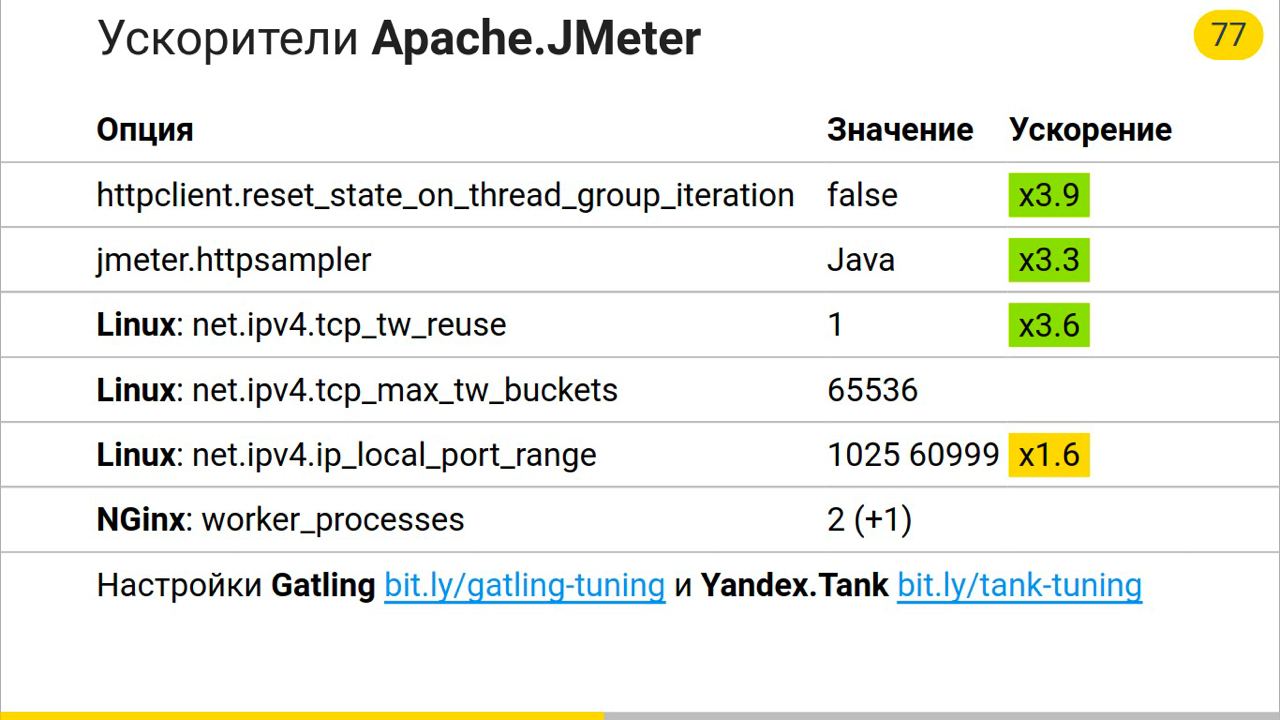 Ускорители Apache.JMeter
77
Опция Значение Ускорение
httpclient.reset_state_on_thread_group_iteration false x3.9
jmeter.httpsampler Java x3.3
Linux: net.ipv4.tcp_tw_reuse 1 x3.6
Linux: net.ipv4.tcp_max_tw_buckets 65536
Linux: net.ipv4.ip_local_port_range 1025 60999 x1.6
NGinx: worker_processes 2 (+1)
Настройки Gatling bit.ly/gatling-tuning и Yandex.Tank bit.ly/tank-tuning